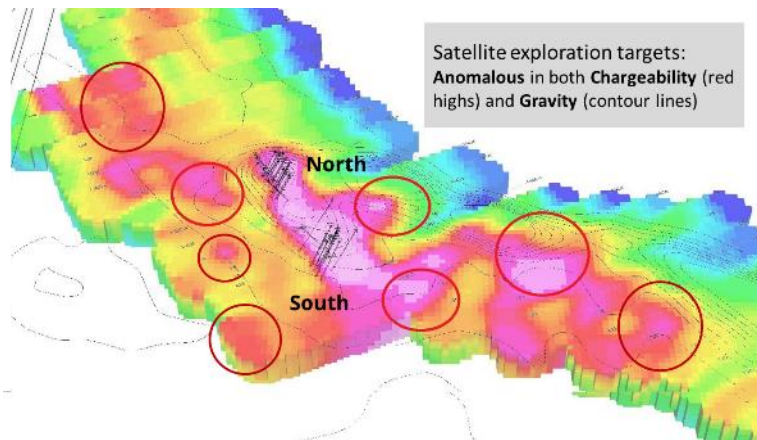 Satellite exploration targets:
Anomalous in both Chargeability (red
highs) and Gravity (contour lines)
North
South